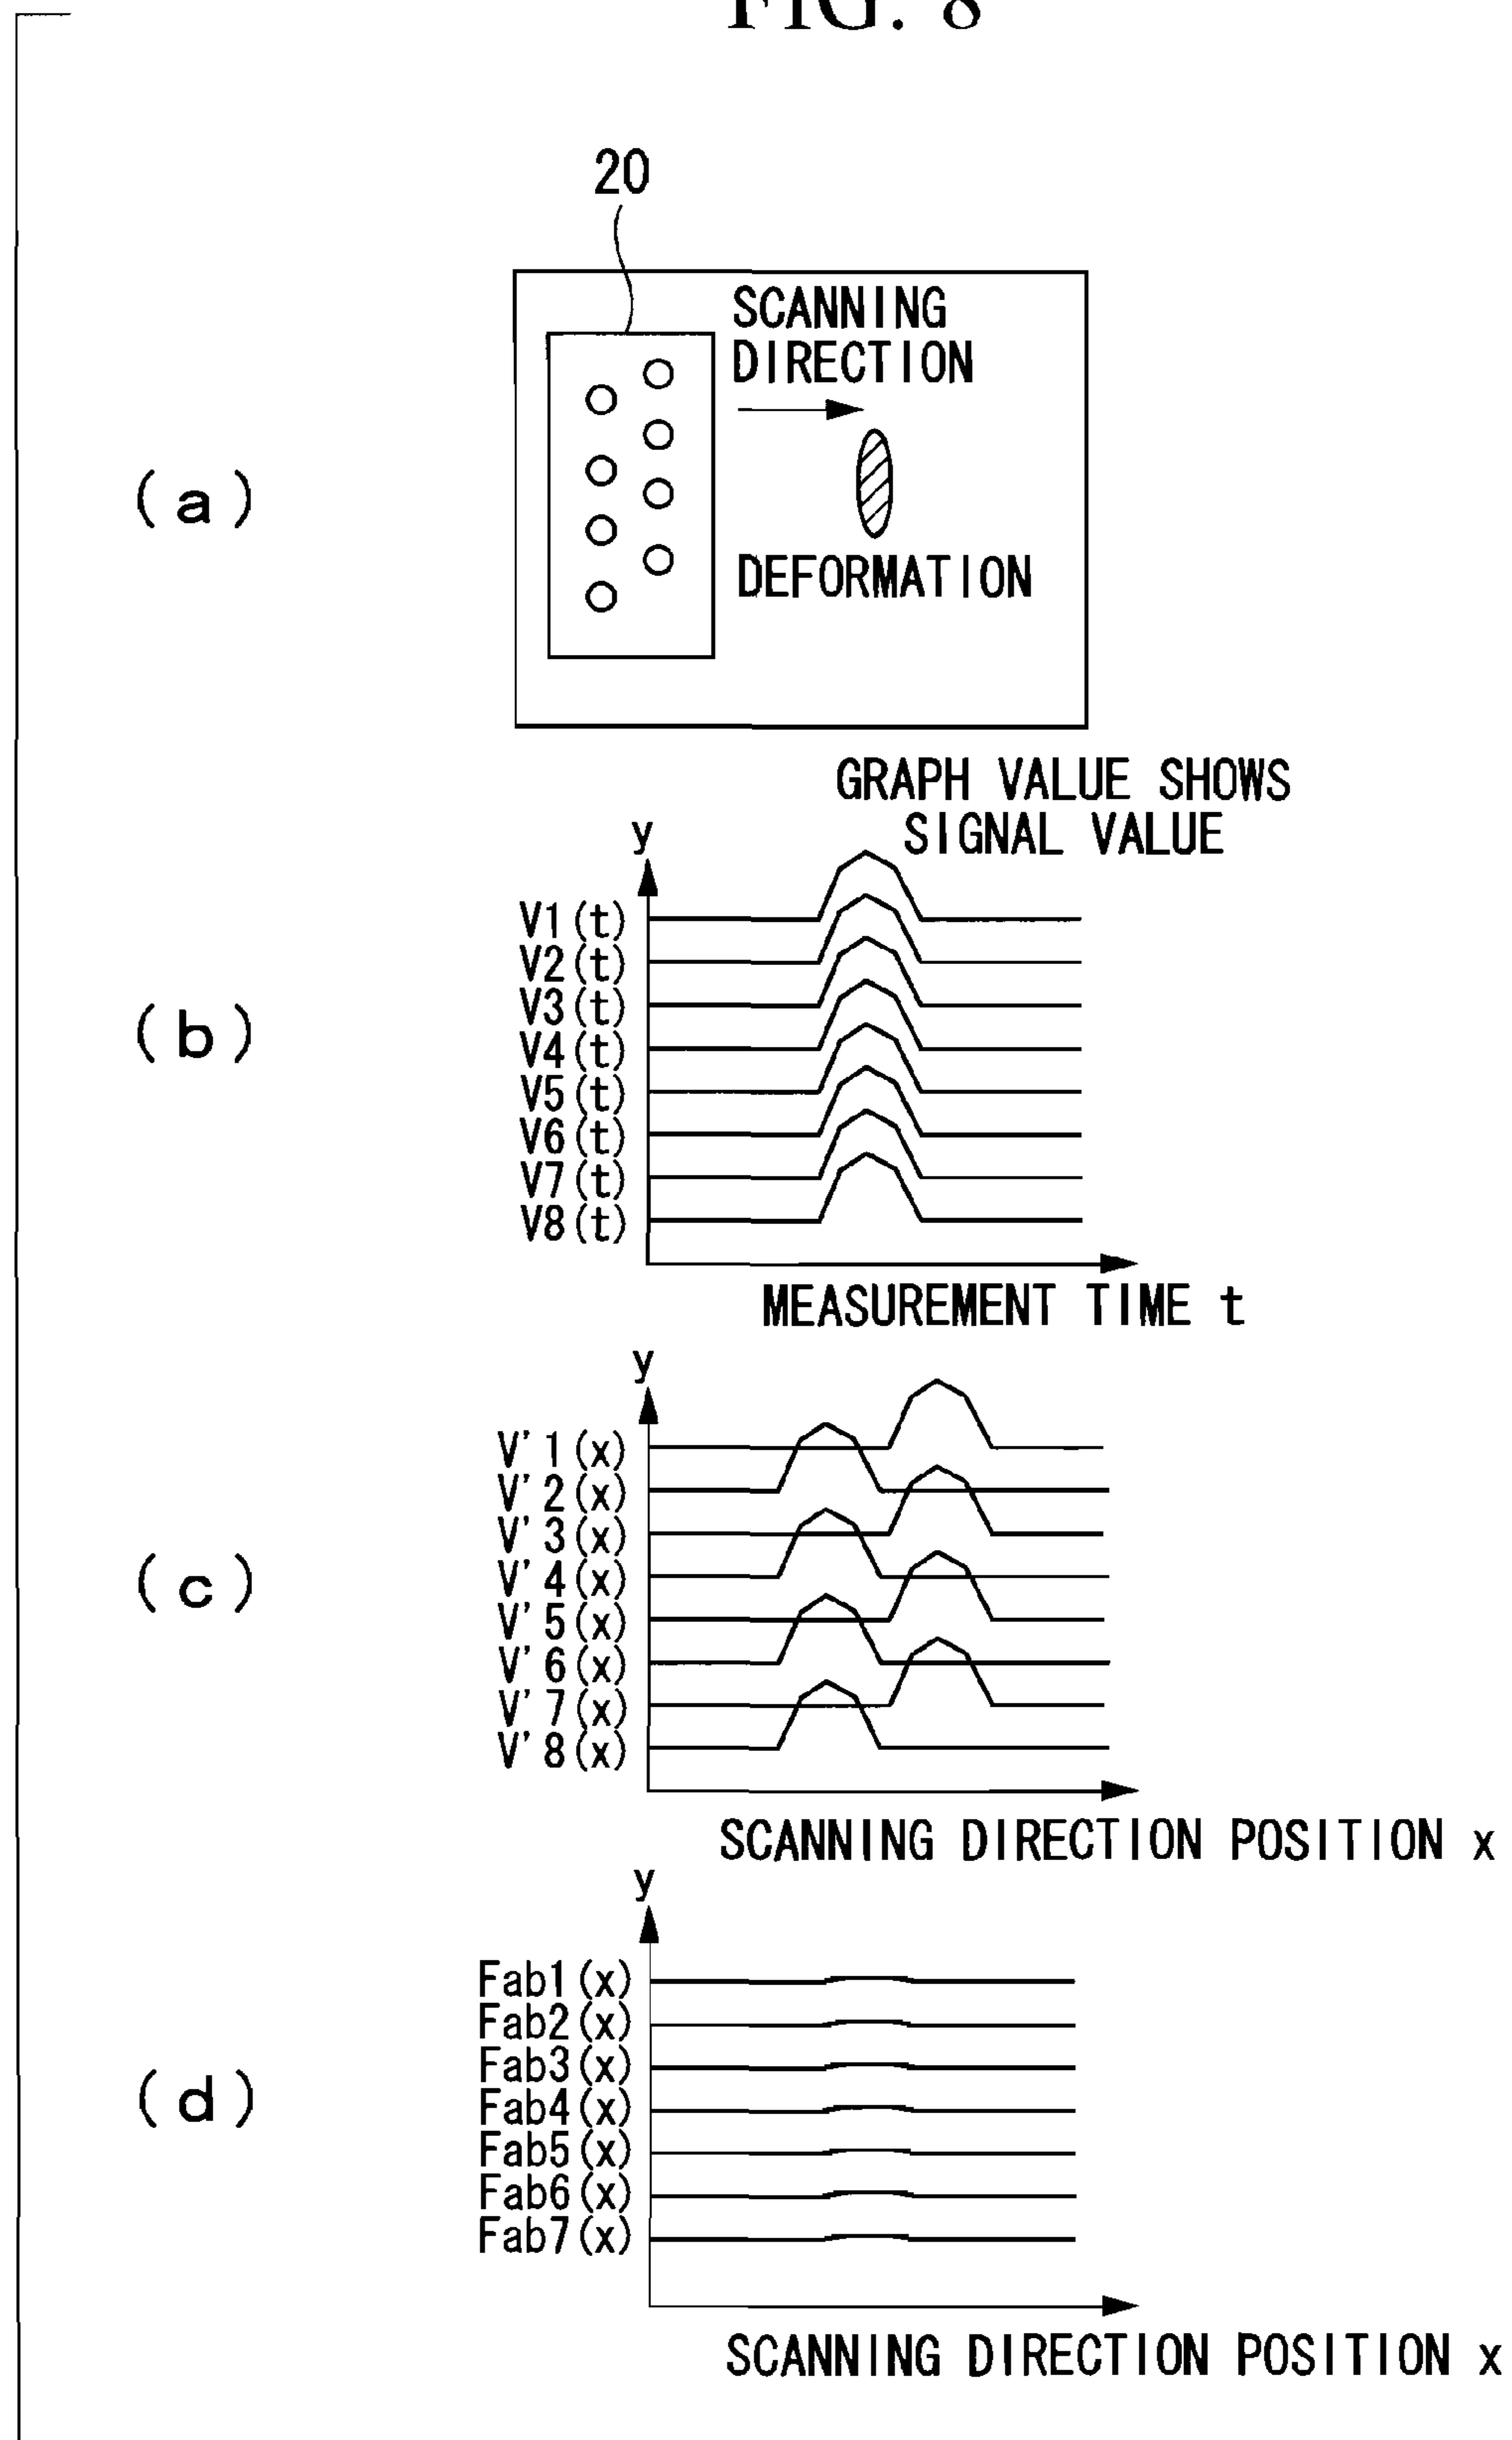 FIG. 8
20
SCANNING
DIRECTION
(a)
DEFORMATION
GRAPH VALUE SHOWS
SIGNAL VALUE
y
V1(t)
V2(t)
V3(t)
(b)
V4(t)
V5(t)
V6(t)
V7(t)
V8(t)
MEASUREMENT TIME t
y
V'1(x)
V'2(x)
V'3(x)
(c)
V'4(x)
V'5(x)
V'6(x)
V'7(x)
V'8(x)
SCANNING DIRECTION POSITION x
y
Fab1(x)
Fab2(x)
Fab3(x)
(d)
Fab4(x)
Fab5(x)
Fab6(x)
Fab7(x)
SCANNING DIRECTION POSITION x